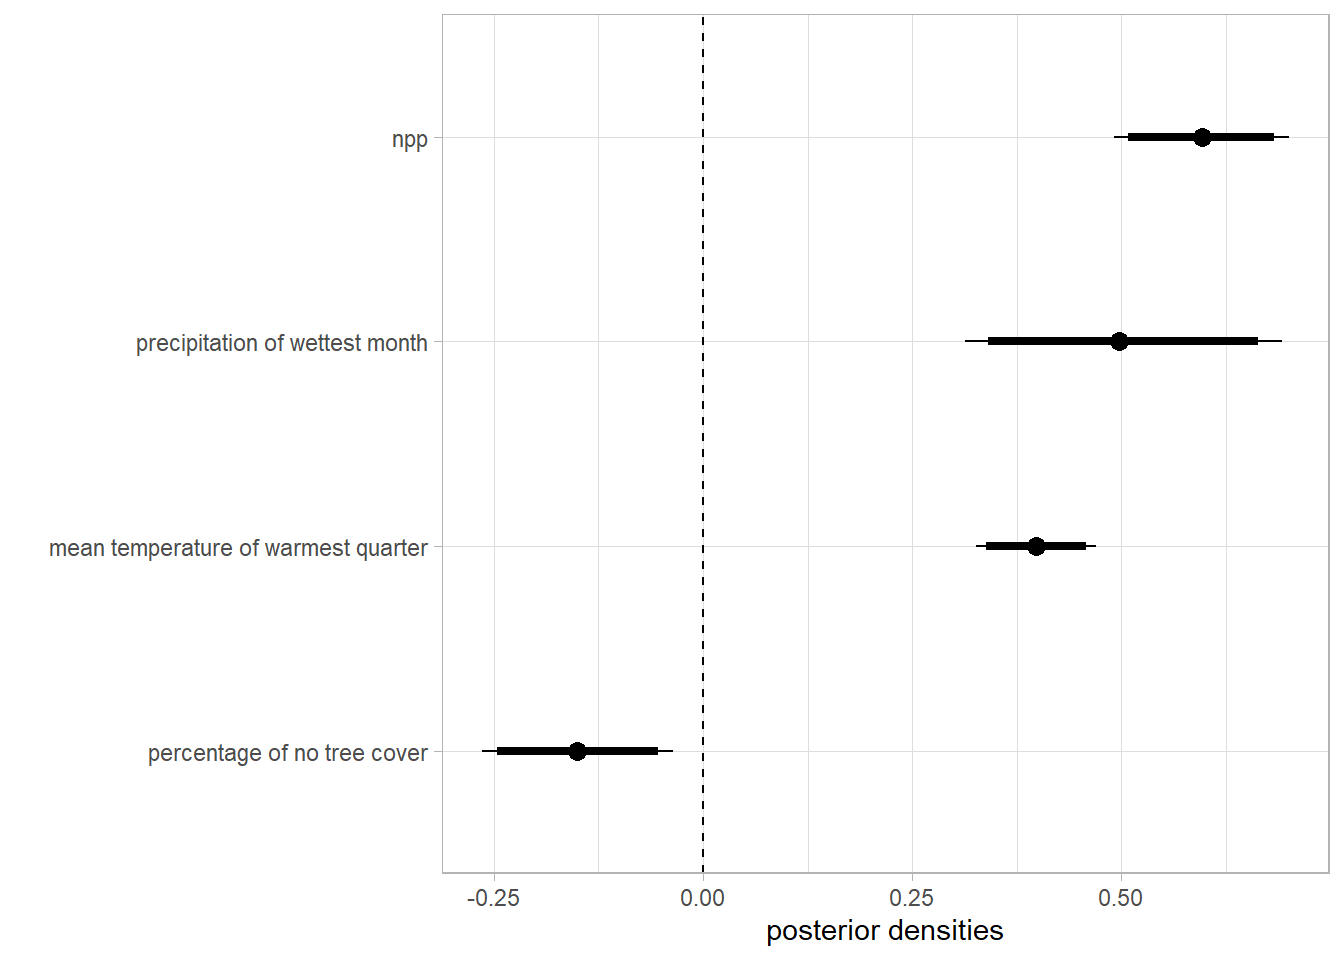 npp
precipitation of wettest month
mean temperature of warmest quarter
percentage of no tree cover
-0.25 0.00 0.25 0.50
posterior densities